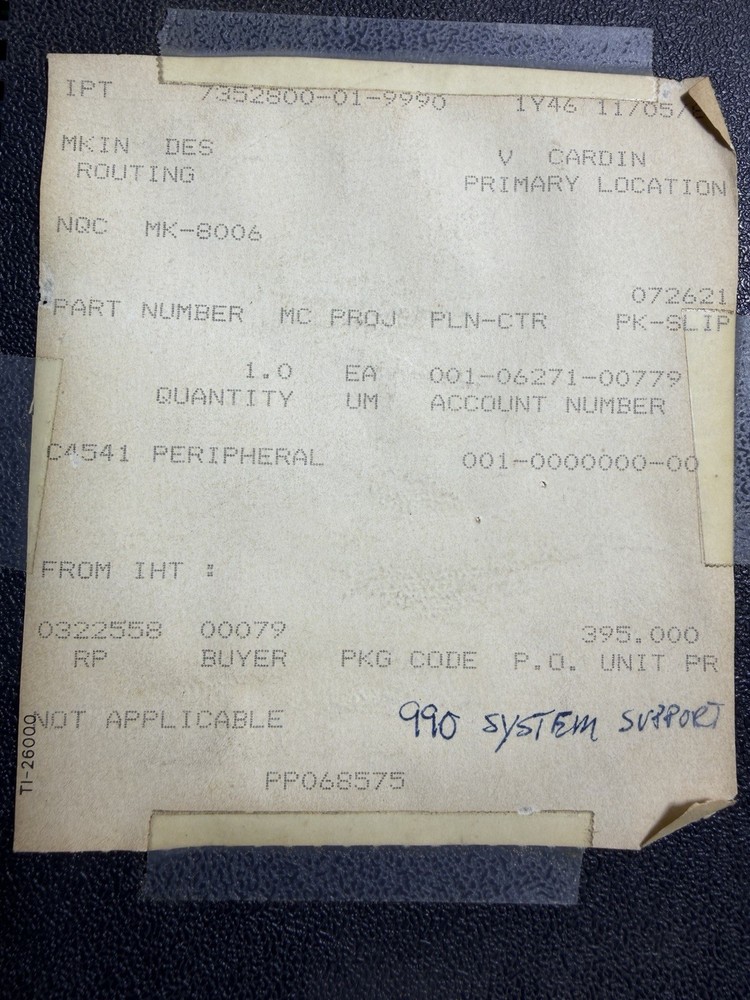 IPT 7352800-01-9990 1Y46 11/05/
MKIN DES V CARDIN
ROUTING PRIMARY LOCATION
NQC MK-8006
072621
PART NUMBER MC PROJ PLN-CTR PK-SLIP
1.0 EA 001-06271-00779
QUANTITY UM ACCOUNT NUMBER
C4541 PERIPHERAL 001-0000000-00
FROM IHT :
0322558 00079 395.000
RP BUYER PKG CODE P.O. UNIT PR
NOT APPLICABLE 990 SYSTEM SUPPORT
PP068575
TI-26000